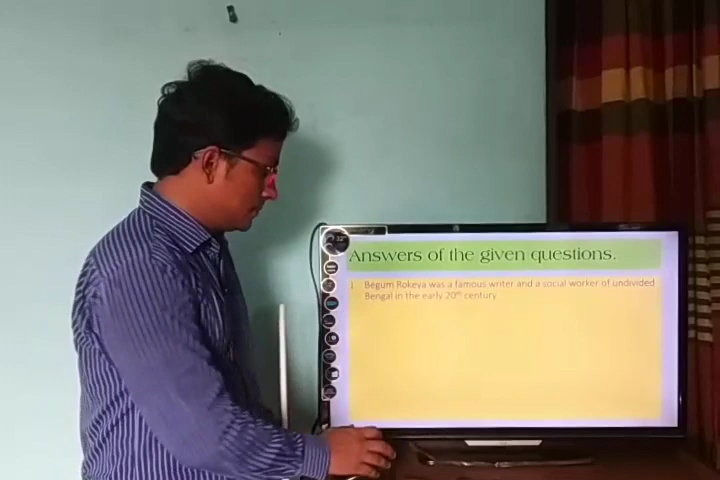 Answers of the given questions.
Begum Rokeya was a famous writer and a social worker of undivided
Bengal in the early 20th century